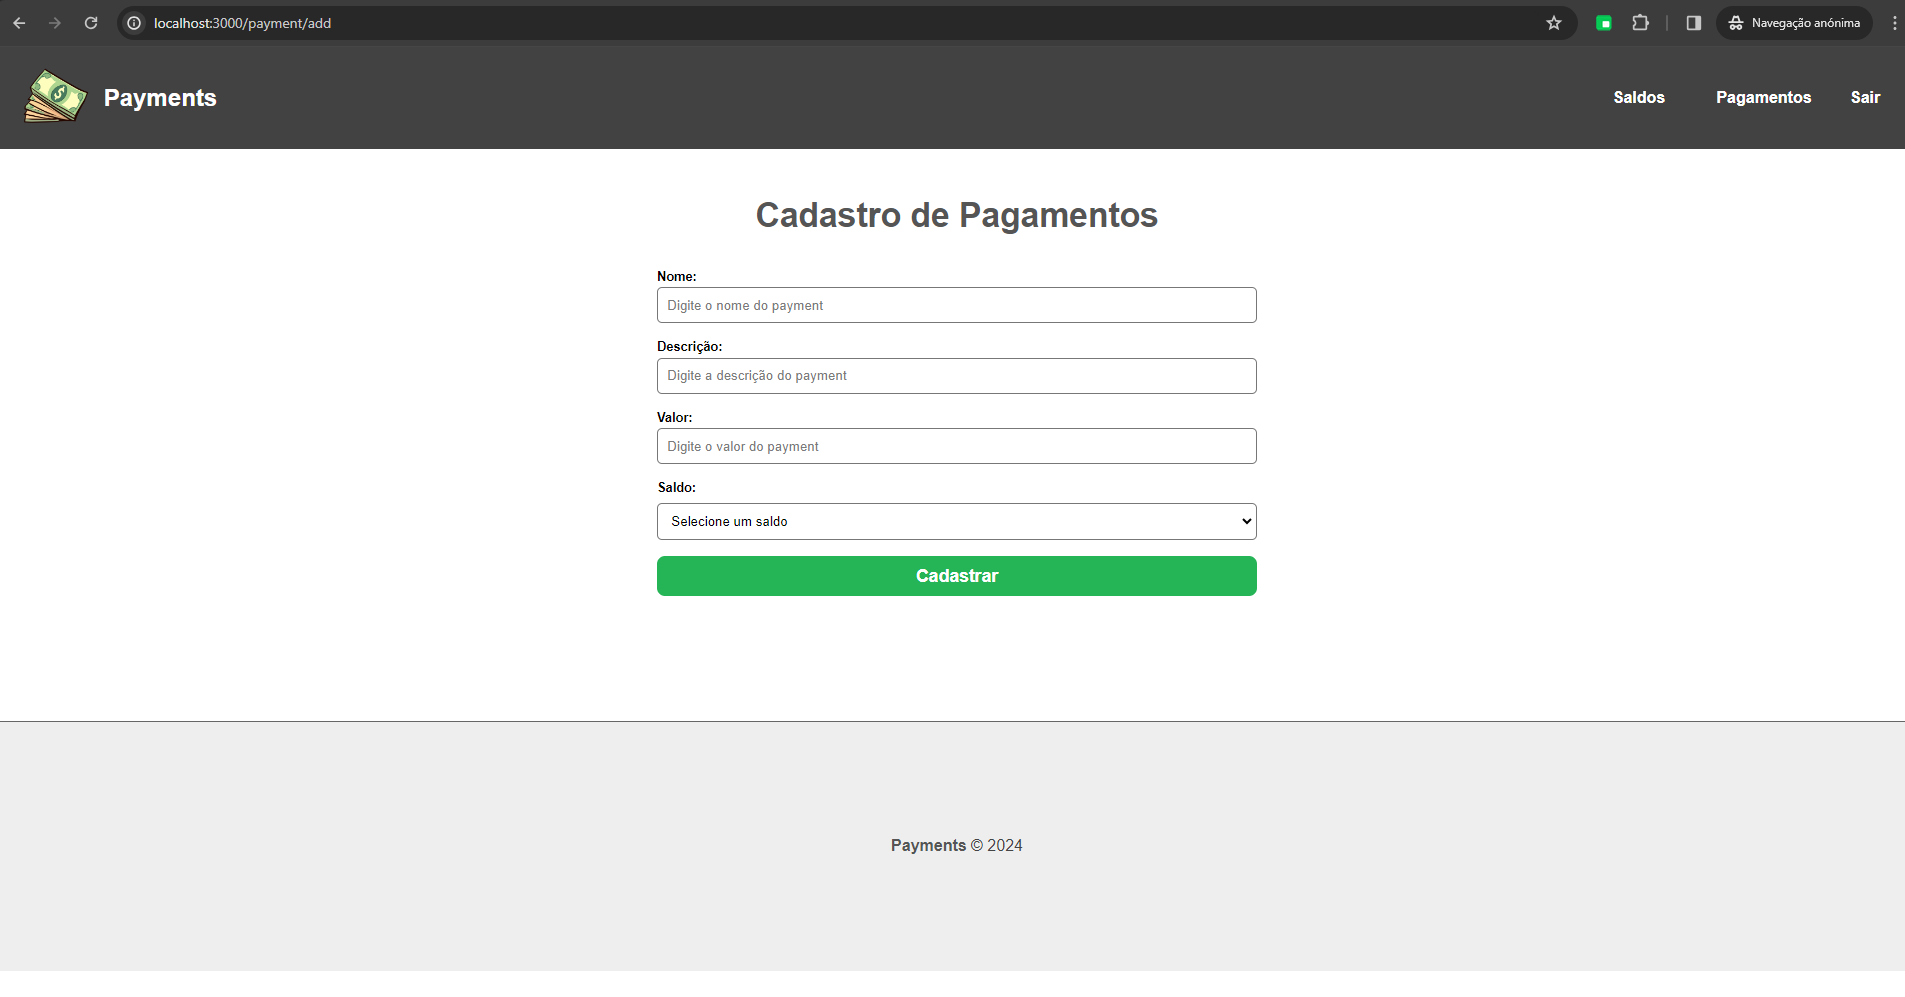 localhost:3000/payment/add
Navegação anónima
Payments
Saldos Pagamentos Sair
Cadastro de Pagamentos
Nome:
Digite o nome do payment
Descrição:
Digite a descrição do payment
Valor:
Digite o valor do payment
Saldo:
Selecione um saldo
Cadastrar
Payments © 2024